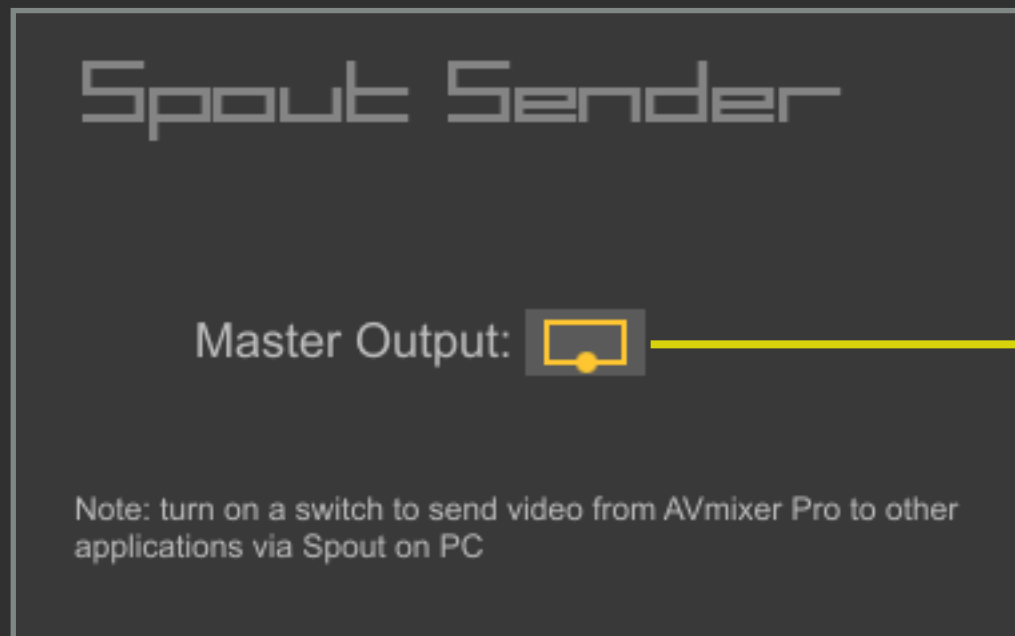 Spout Sender
Master Output:
Note: turn on a switch to send video from AVmixer Pro to other
applications via Spout on PC